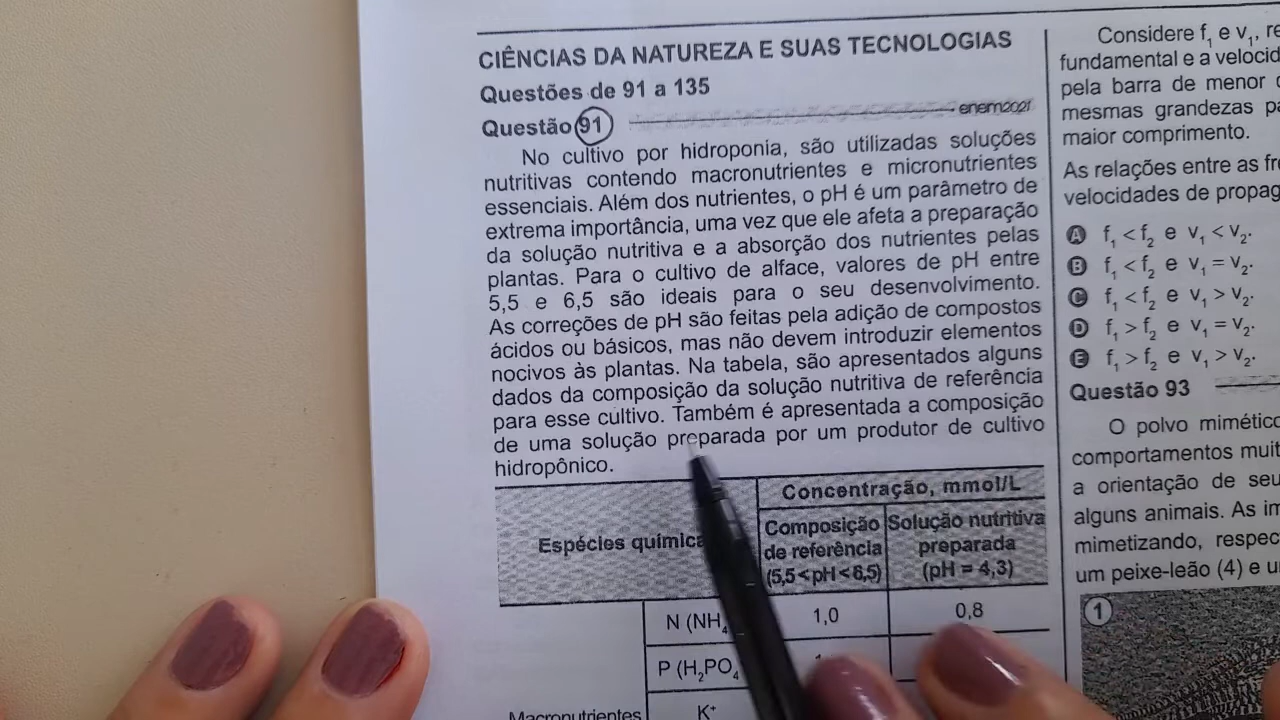 CIÊNCIAS DA NATUREZA E SUAS TECNOLOGIAS
Questões de 91 a 135
Questão 91
enem2021
No cultivo por hidroponia, são utilizadas soluções
nutritivas contendo macronutrientes e micronutrientes
essenciais. Além dos nutrientes, o pH é um parâmetro de
extrema importância, uma vez que ele afeta a preparação
da solução nutritiva e a absorção dos nutrientes pelas
plantas. Para o cultivo de alface, valores de pH entre
5,5 e 6,5 são ideais para o seu desenvolvimento.
As correções de pH são feitas pela adição de compostos
ácidos ou básicos, mas não devem introduzir elementos
nocivos às plantas. Na tabela, são apresentados alguns
dados da composição da solução nutritiva de referência
para esse cultivo. Também é apresentada a composição
de uma solução preparada por um produtor de cultivo
hidropônico.
Concentração, mmol/L
Espécies química
Composição
de referência
(5,5<pH<6,5)
Solução nutritiva
preparada
(pH = 4,3)
N (NH4 1,0 0,8
P (H2PO4
Macronutrientes
K+
Considere f1 e v1, re
fundamental e a velocid
pela barra de menor
mesmas grandezas p
maior comprimento.
As relações entre as fr
velocidades de propag
A f1 < f2 e v1 < v2.
B f1 < f2 e v1 = v2.
C f1 < f2 e v1 > v2.
D f1 > f2 e v1 = v2.
E f1 > f2 e v1 > v2.
Questão 93
O polvo mimétic
comportamentos muit
a orientação de seu
alguns animais. As im
mimetizando, respec
um peixe-leão (4) e u
1